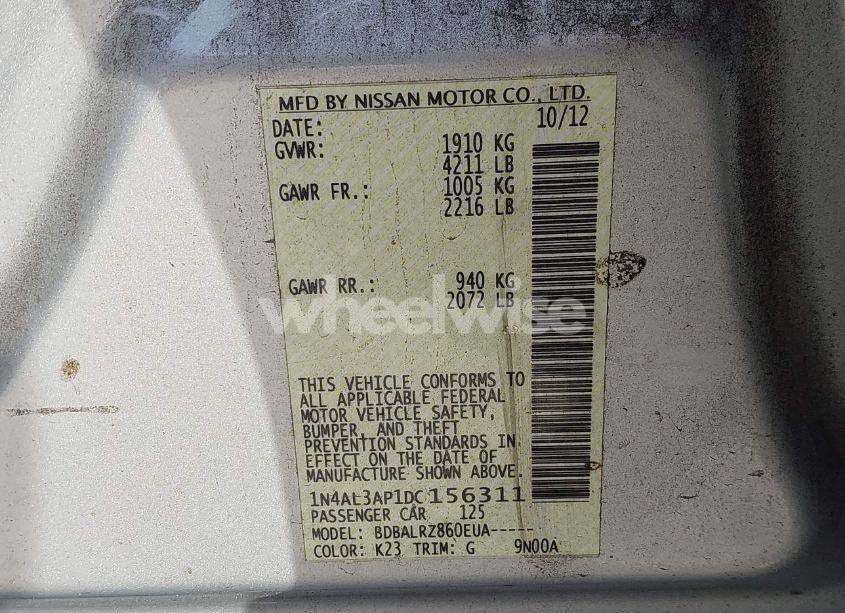 MFD BY NISSAN MOTOR CO., LTD.
DATE: 10/12
GVWR: 1910 KG
4211 LB
GAWR FR.: 1005 KG
2216 LB
GAWR RR.: 940 KG
2072 LB
wheelwise
THIS VEHICLE CONFORMS TO
ALL APPLICABLE FEDERAL
MOTOR VEHICLE SAFETY,
BUMPER, AND THEFT
PREVENTION STANDARDS IN
EFFECT ON THE DATE OF
MANUFACTURE SHOWN ABOVE.
1N4AL3AP1DC156311
PASSENGER CAR 125
MODEL: BDBALRZ860EUA-----
COLOR: K23 TRIM: G 9N00A